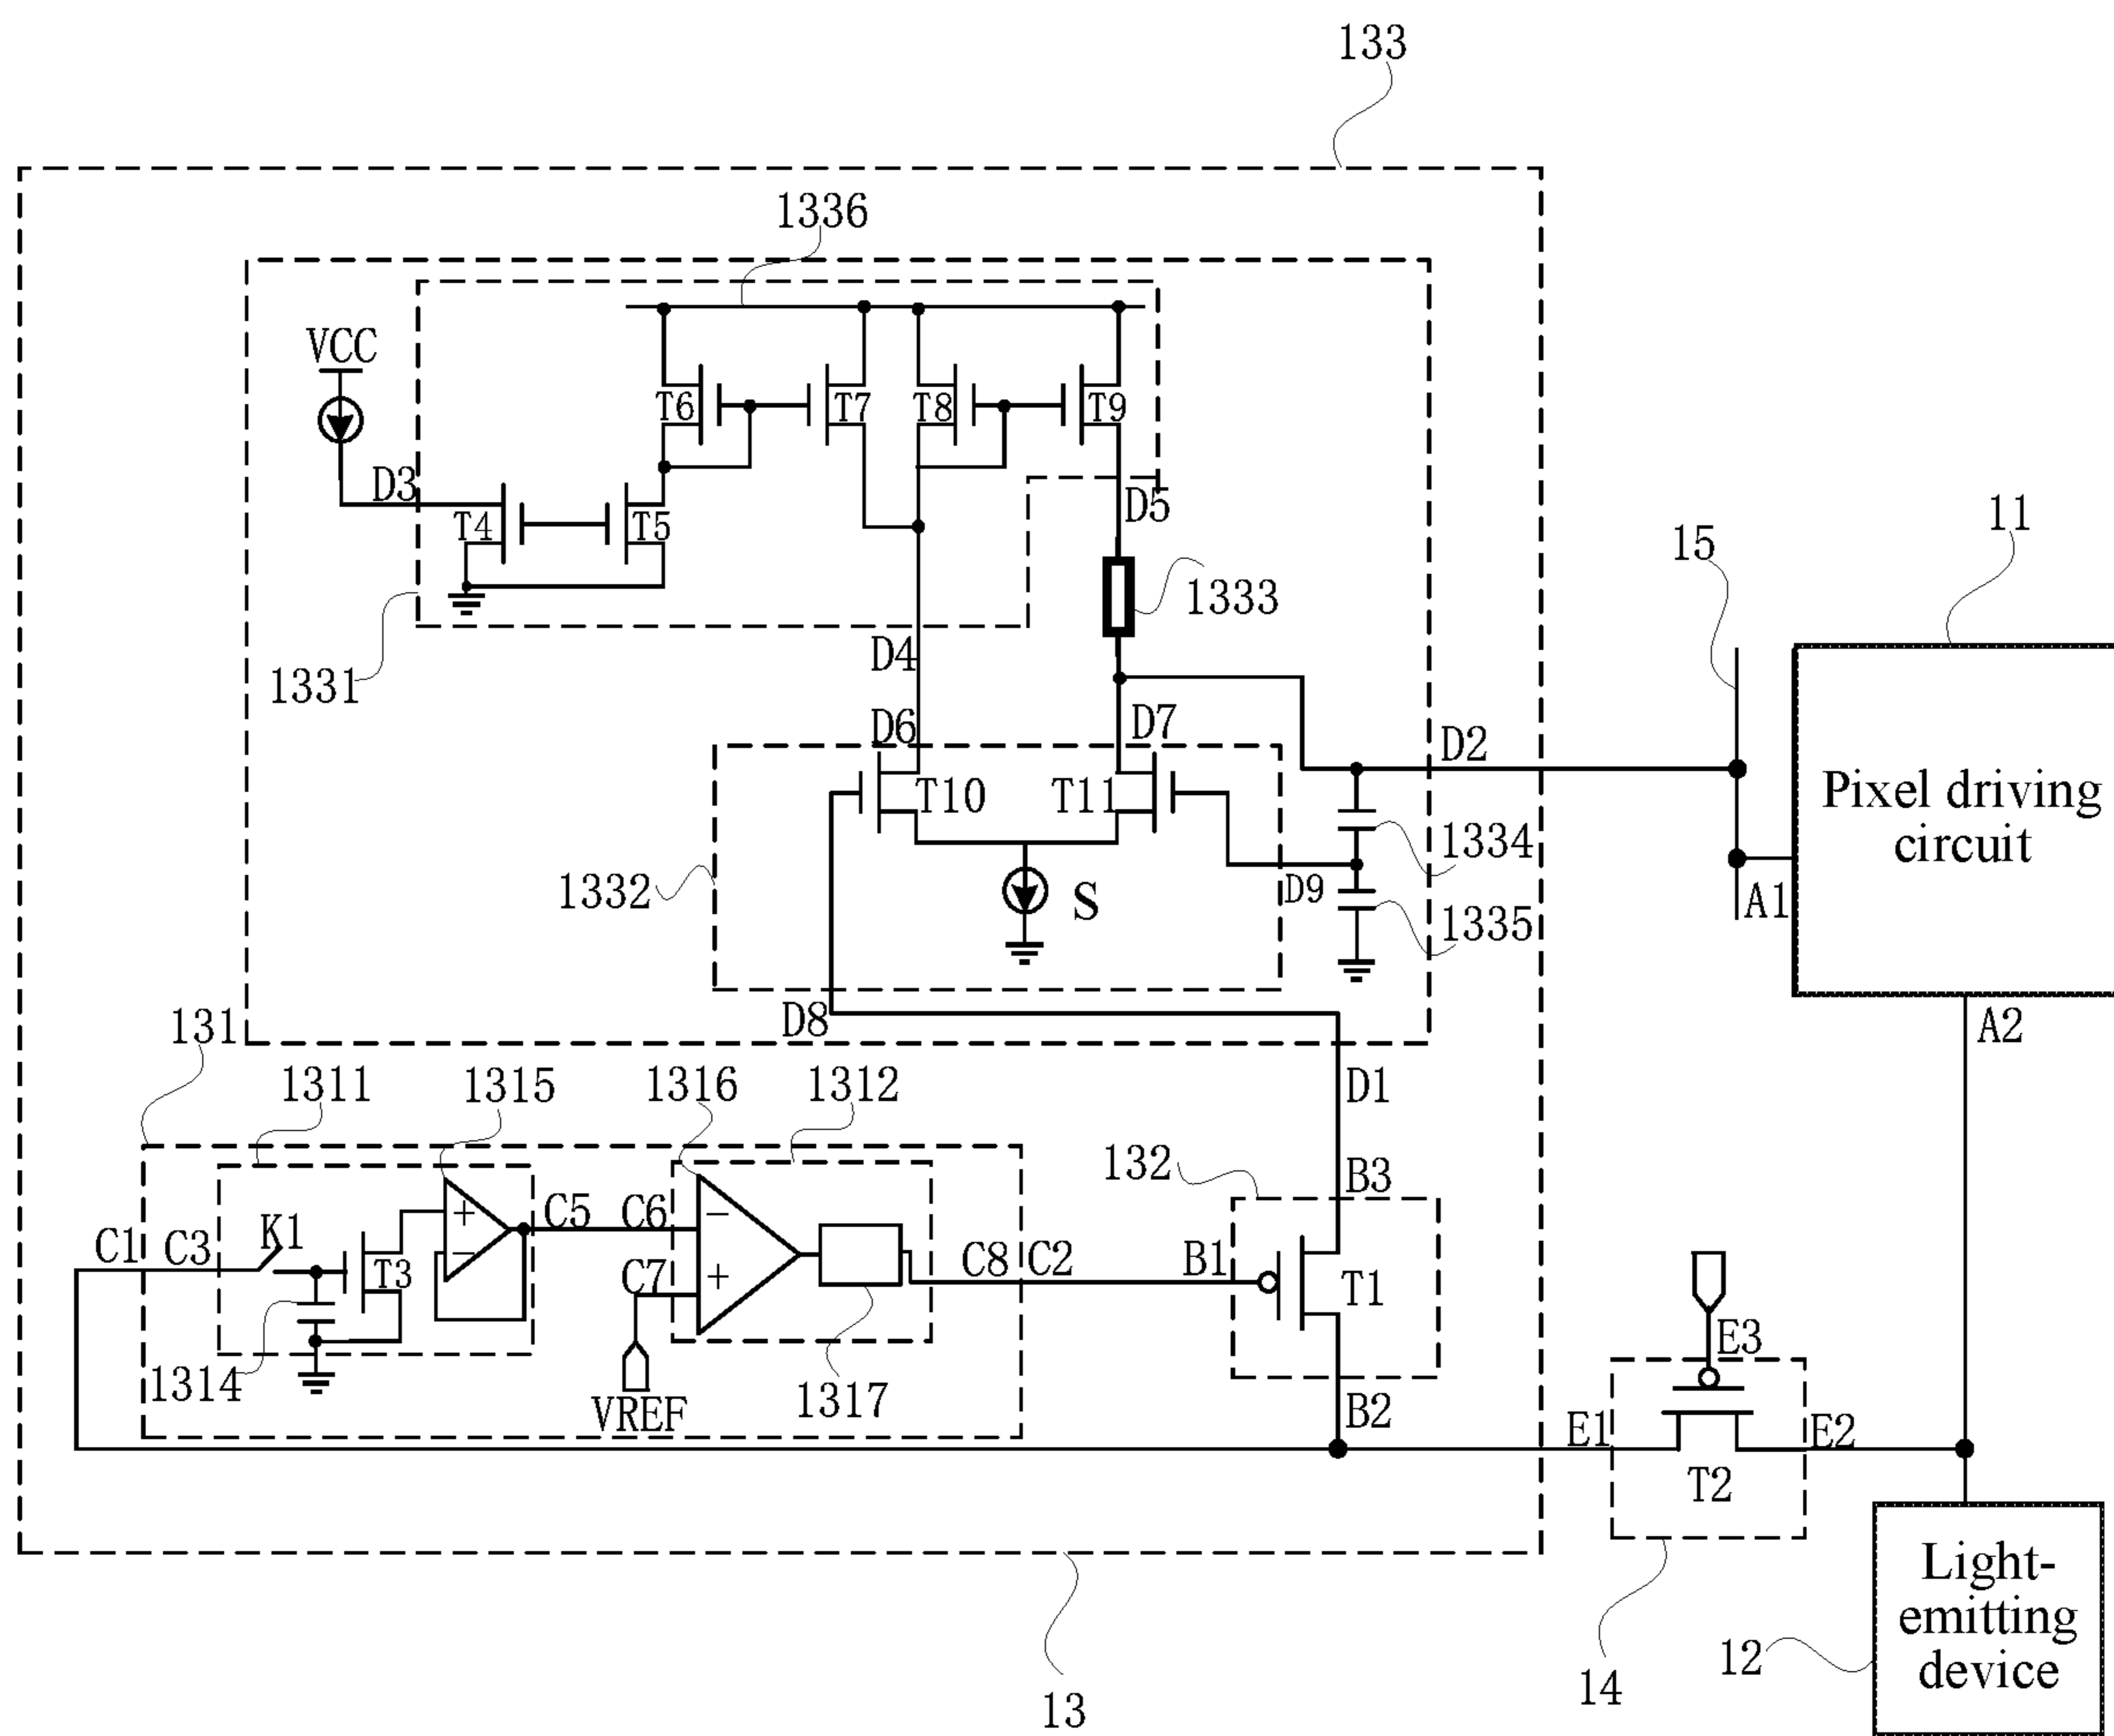 133
1336
VCC
T6
T7
T8
T9
D3
D5
T4
T5
15
11
1333
D4
1331
D6
D7
D2
T10
T11
Pixel driving
circuit
1334
1332
S
D9
1335
A1
D8
131
A2
1311
1315
1316
1312
D1
132
B3
+
−
C5
C6
−
C1
C3
K1
T3
C7
+
C8
C2
B1
T1
E3
1314
VREF
1317
B2
E1
E2
T2
Light-
emitting
device
12
14
13